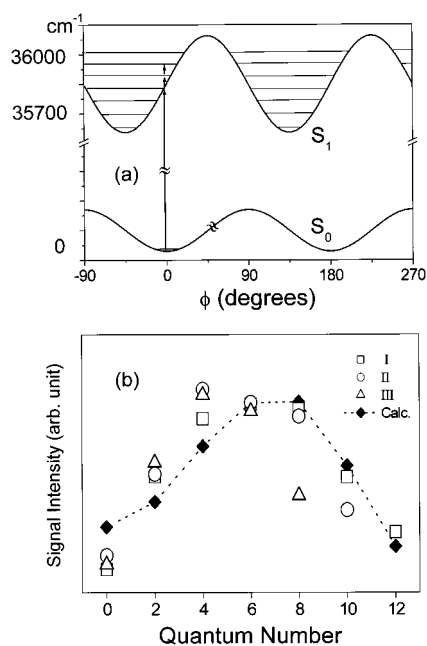 cm-1
36000
35700
S1
(a)
S0
0
-90 0 90 180 270
ϕ (degrees)
(b)
I
II
III
Calc.
Signal Intensity (arb. unit)
0 2 4 6 8 10 12
Quantum Number